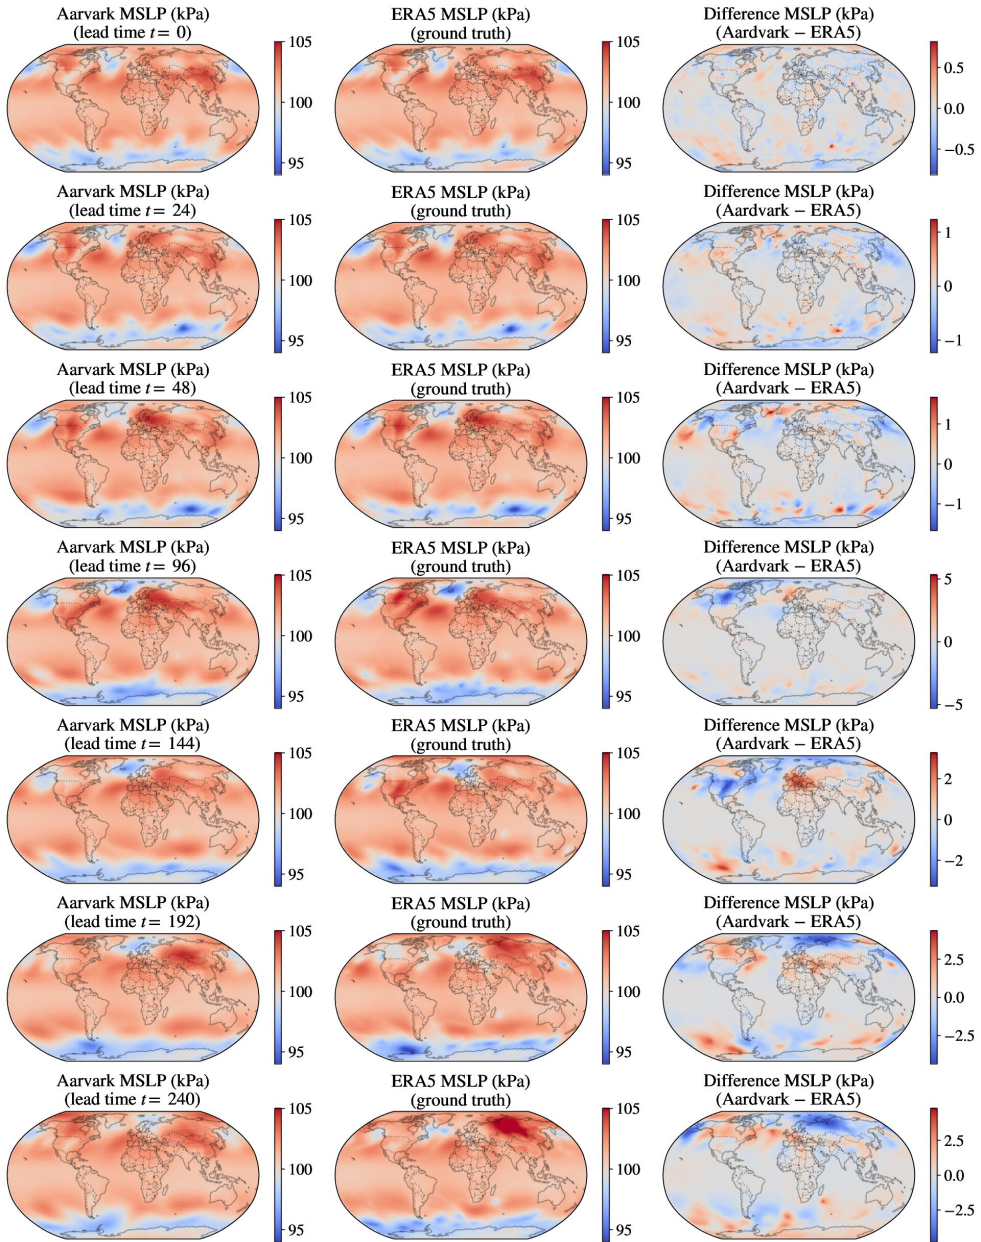 Aarvark MSLP (kPa)
(lead time t = 0)
ERA5 MSLP (kPa)
(ground truth)
Difference MSLP (kPa)
(Aardvark − ERA5)
105
100
95
105
100
95
0.5
0.0
−0.5
Aarvark MSLP (kPa)
(lead time t = 24)
ERA5 MSLP (kPa)
(ground truth)
Difference MSLP (kPa)
(Aardvark − ERA5)
105
100
95
105
100
95
1
0
−1
Aarvark MSLP (kPa)
(lead time t = 48)
ERA5 MSLP (kPa)
(ground truth)
Difference MSLP (kPa)
(Aardvark − ERA5)
105
100
95
105
100
95
1
0
−1
Aarvark MSLP (kPa)
(lead time t = 96)
ERA5 MSLP (kPa)
(ground truth)
Difference MSLP (kPa)
(Aardvark − ERA5)
105
100
95
105
100
95
5
0
−5
Aarvark MSLP (kPa)
(lead time t = 144)
ERA5 MSLP (kPa)
(ground truth)
Difference MSLP (kPa)
(Aardvark − ERA5)
105
100
95
105
100
95
2
0
−2
Aarvark MSLP (kPa)
(lead time t = 192)
ERA5 MSLP (kPa)
(ground truth)
Difference MSLP (kPa)
(Aardvark − ERA5)
105
100
95
105
100
95
2.5
0.0
−2.5
Aarvark MSLP (kPa)
(lead time t = 240)
ERA5 MSLP (kPa)
(ground truth)
Difference MSLP (kPa)
(Aardvark − ERA5)
105
100
95
105
100
95
2.5
0.0
−2.5